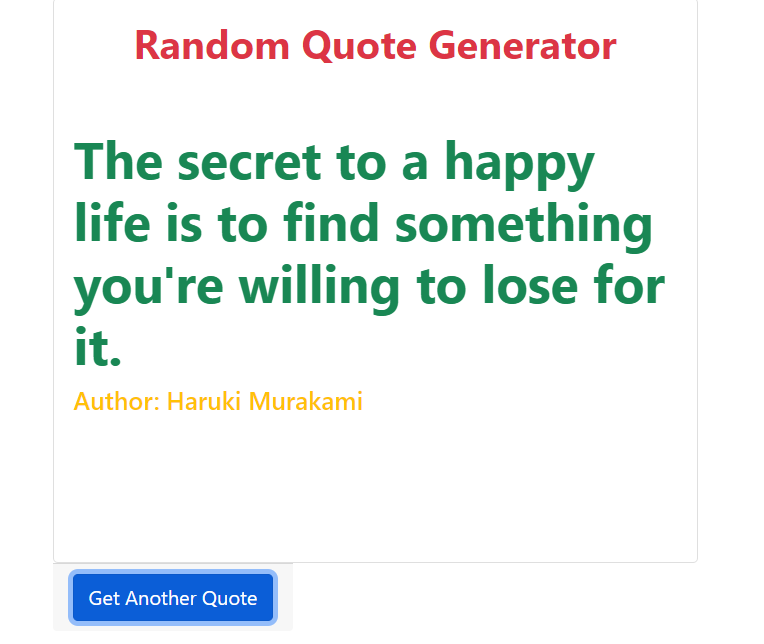 Random Quote Generator
The secret to a happy
life is to find something
you're willing to lose for
it.
Author: Haruki Murakami
Get Another Quote